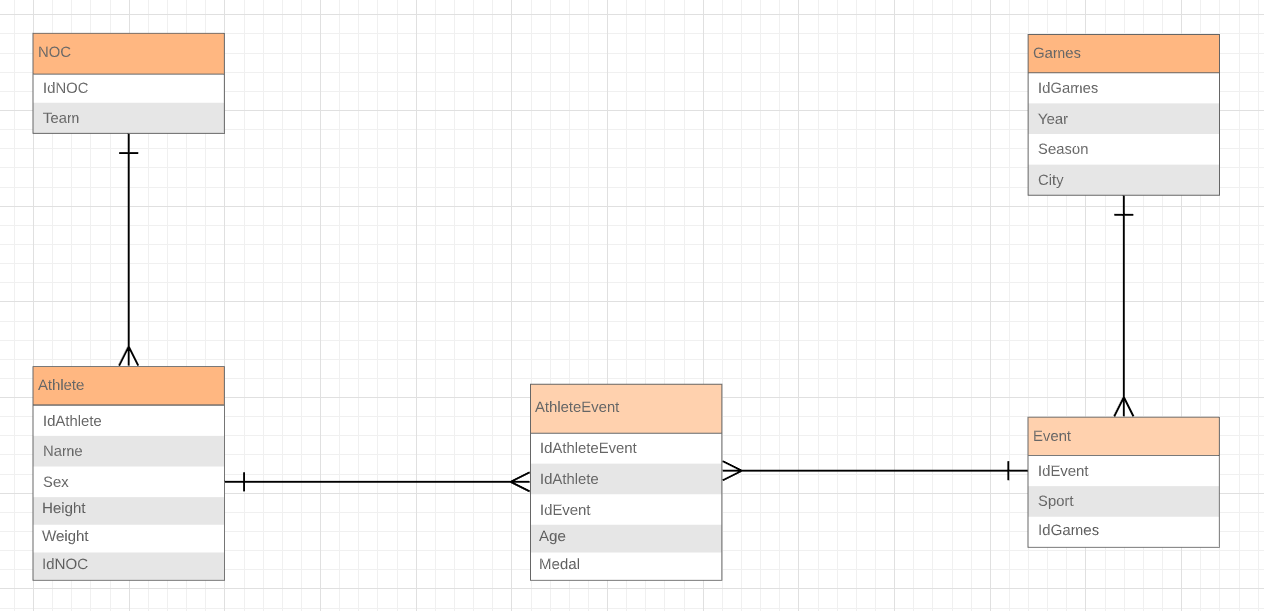 NOC
IdNOC
Team
Games
IdGames
Year
Season
City
Athlete
IdAthlete
Name
Sex
Height
Weight
IdNOC
AthleteEvent
IdAthleteEvent
IdAthlete
IdEvent
Age
Medal
Event
IdEvent
Sport
IdGames